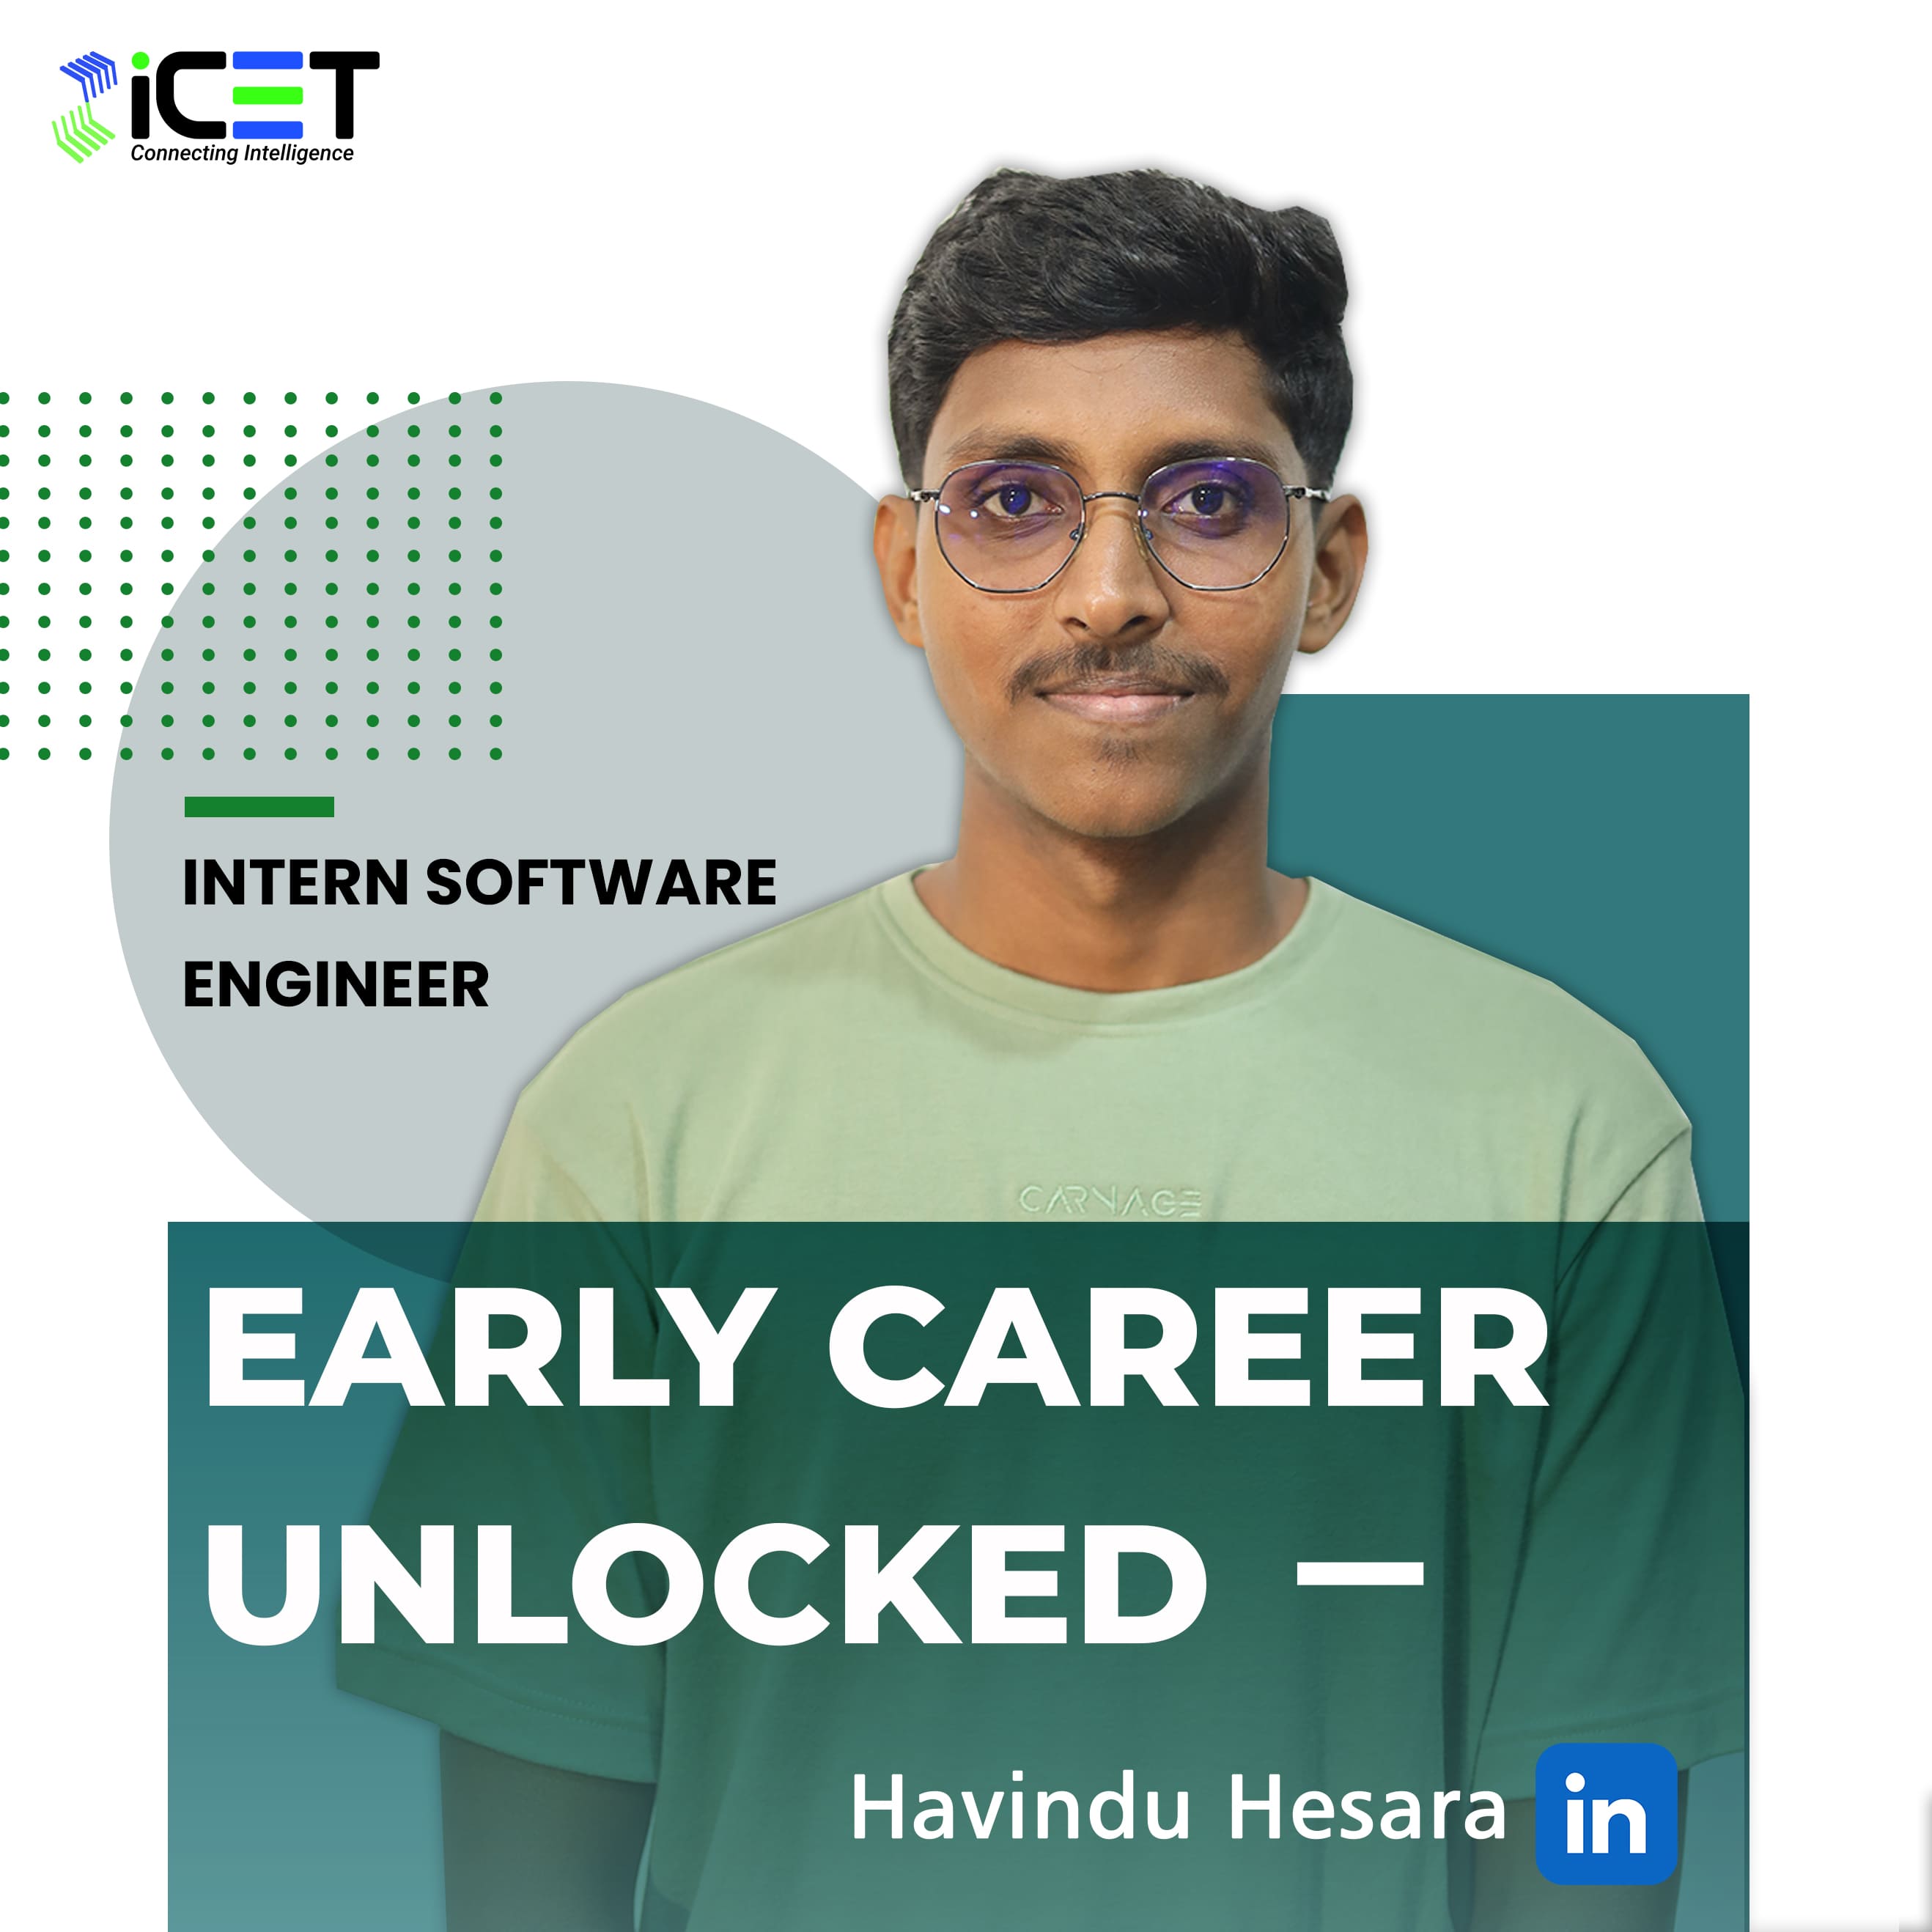 iCET
Connecting Intelligence
INTERN SOFTWARE
ENGINEER
CARNAGE
EARLY CAREER
UNLOCKED –
Havindu Hesara in